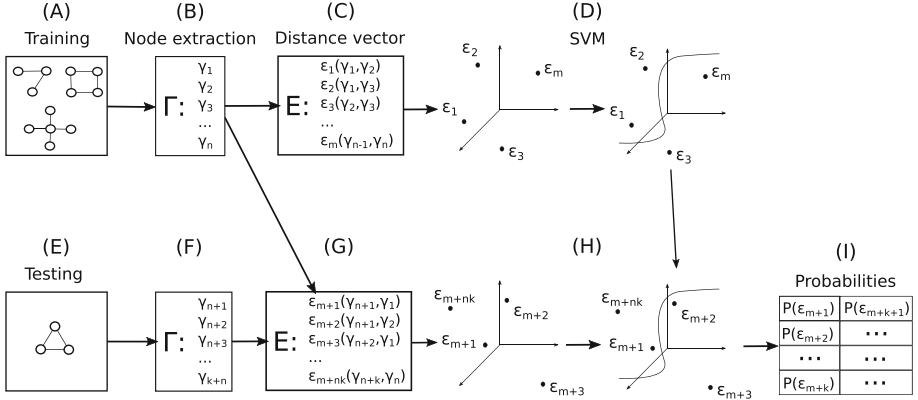 (A) (B) (C) (D)
Training Node extraction Distance vector SVM
γ1
γ2
Γ: γ3
...
γn
ε1(γ1,γ2)
ε2(γ1,γ3)
E: ε3(γ2,γ3)
...
εm(γn-1,γn)
ε2
εm
ε1
ε3
ε2
εm
ε1
ε3
(E) (F) (G) (H) (I)
Testing
Probabilities
γn+1
γn+2
Γ: γn+3
...
γk+n
εm+1(γn+1,γ1)
εm+2(γn+1,γ2)
E: εm+3(γn+2,γ1)
...
εm+nk(γn+k,γn)
εm+nk
εm+2
εm+1
εm+3
εm+nk
εm+2
εm+1
εm+3
P(εm+1) P(εm+k+1)
P(εm+2) ...
... ...
P(εm+k) ...